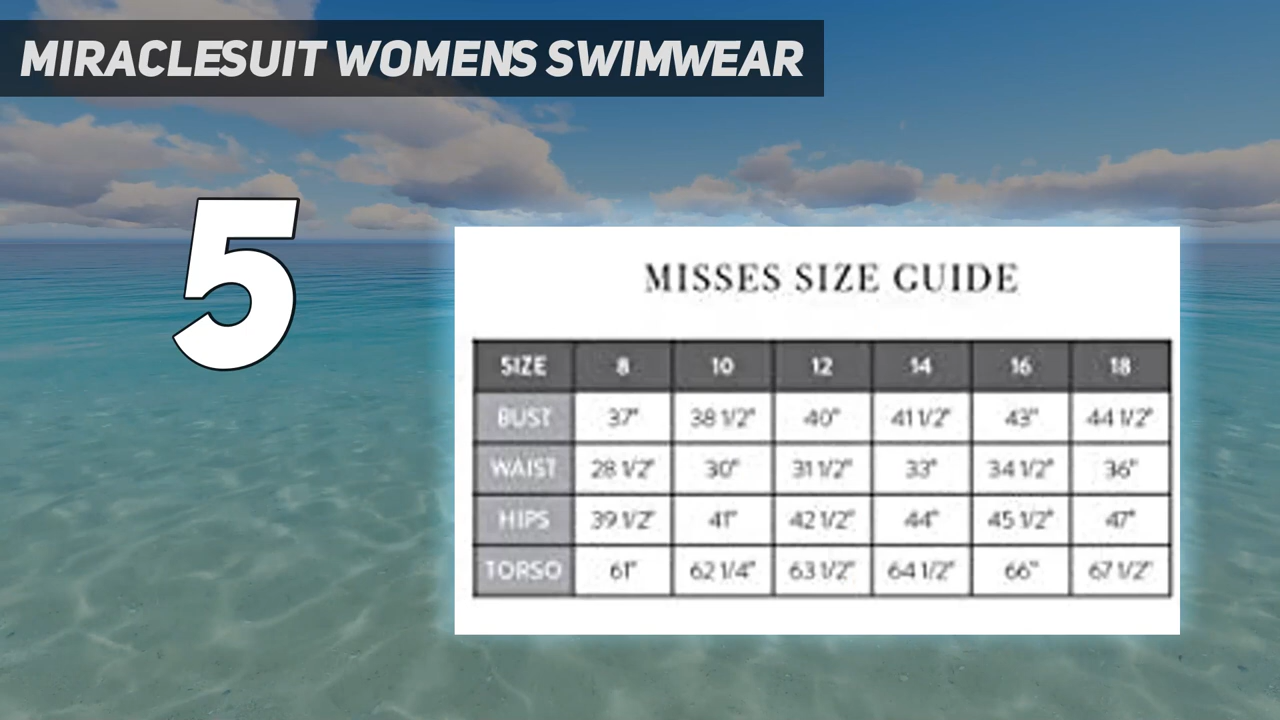 MIRACLESUIT WOMENS SWIMWEAR
5
MISSES SIZE GUIDE
SIZE 8 10 12 14 16 18
BUST 37" 38 1/2" 40" 41 1/2" 43" 44 1/2"
WAIST 28 1/2" 30" 31 1/2" 33" 34 1/2" 36"
HIPS 39 1/2" 41" 42 1/2" 44" 45 1/2" 47"
TORSO 61" 62 1/4" 63 1/2" 64 1/2" 66" 67 1/2"